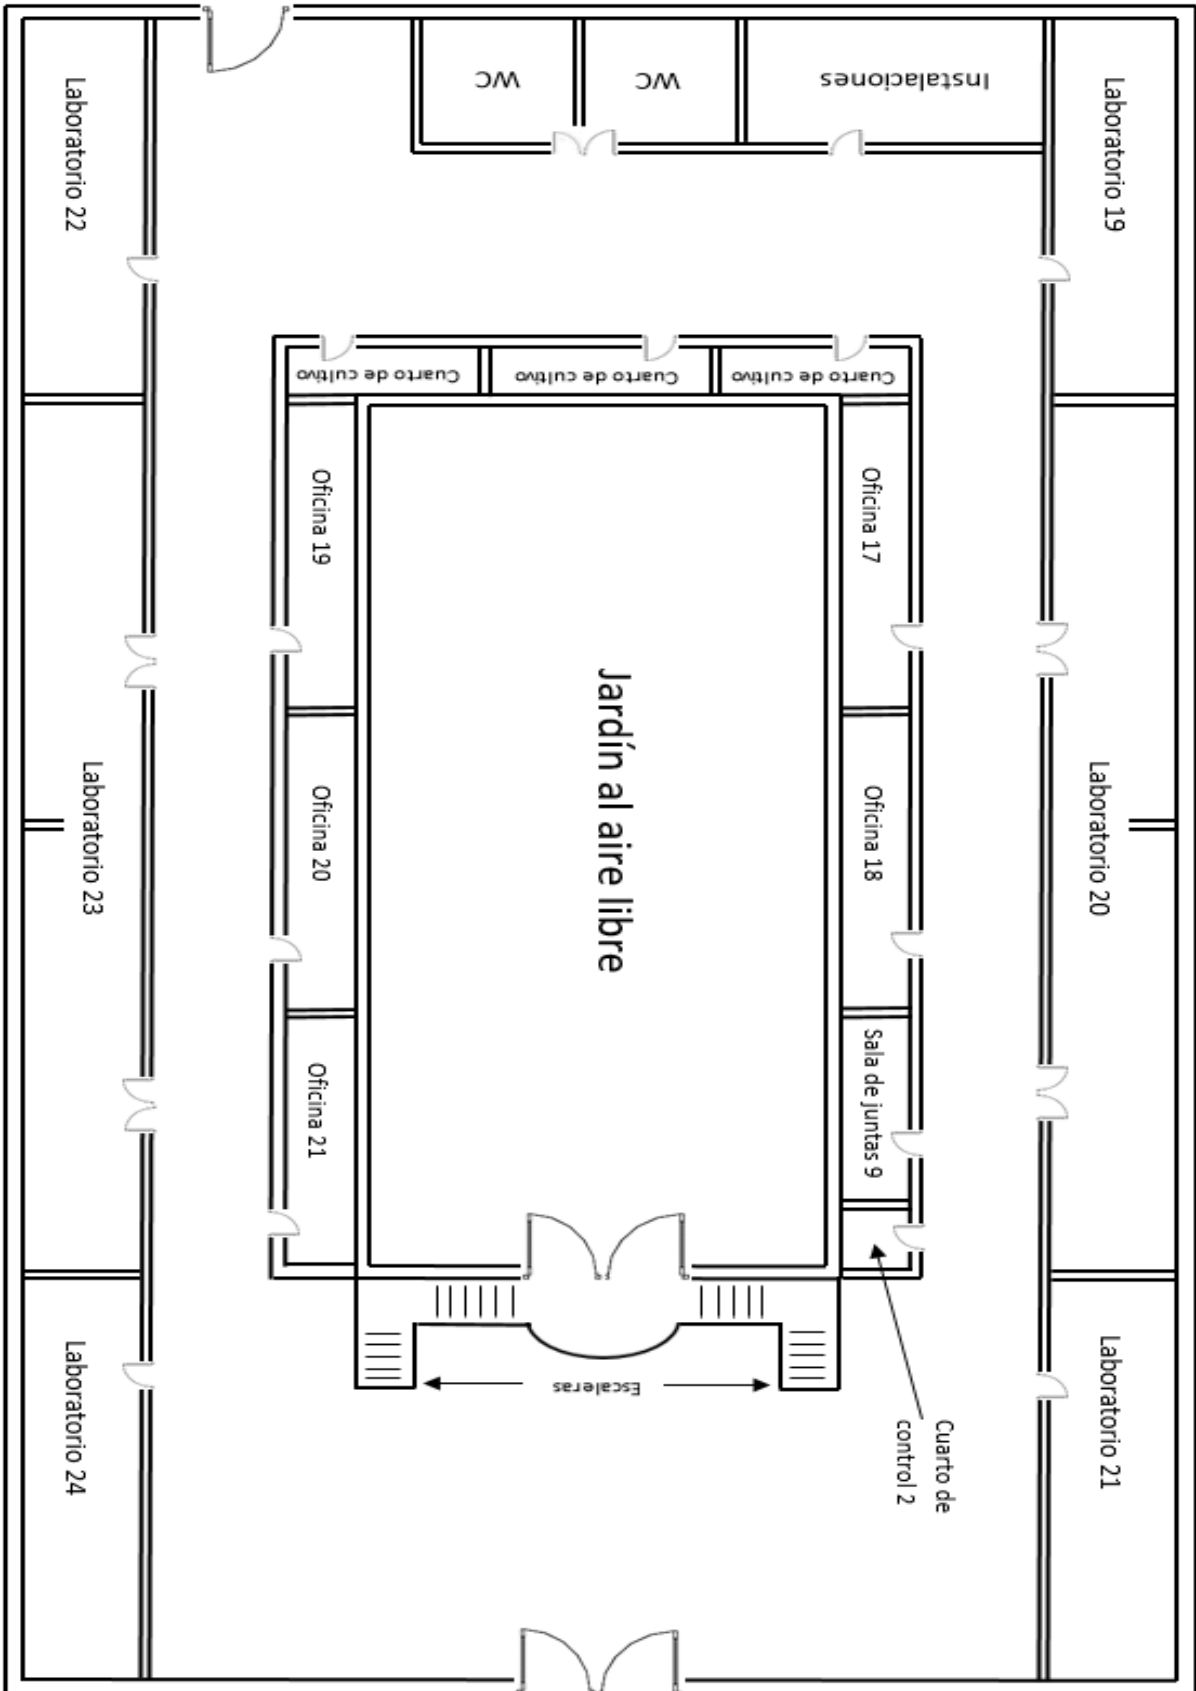 WC
WC
Instalaciones
Laboratorio 22
Laboratorio 19
Cuarto de cultivo
Cuarto de cultivo
Cuarto de cultivo
Oficina 19
Oficina 17
Jardín al aire libre
Laboratorio 23
Oficina 20
Oficina 18
Laboratorio 20
Oficina 21
Sala de juntas 9
Escaleras
Laboratorio 24
Cuarto de
control 2
Laboratorio 21